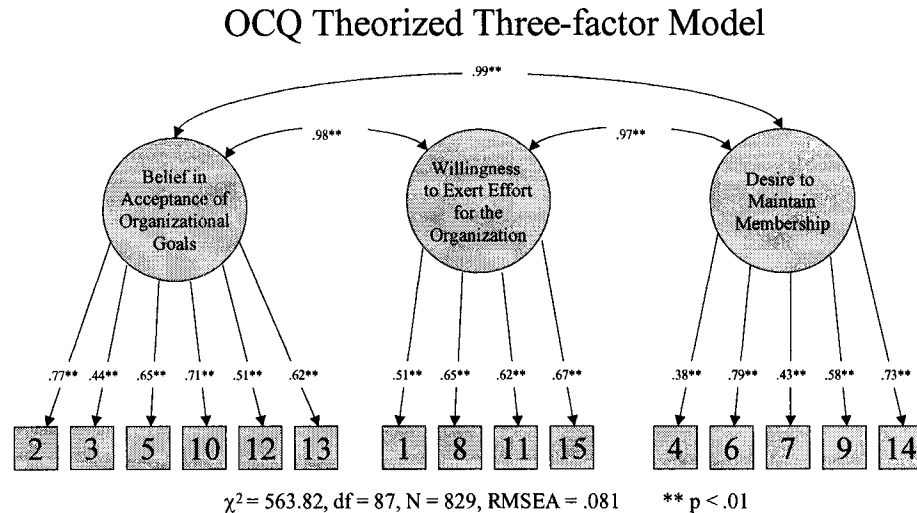 OCQ Theorized Three-factor Model
.99**
.98**
.97**
Belief in
Acceptance of
Organizational
Goals
Willingness
to Exert Effort
for the
Organization
Desire to
Maintain
Membership
.77** .44** .65** .71** .51** .62** .51** .65** .62** .67** .38** .79** .43** .58** .73**
2 3 5 10 12 13 1 8 11 15 4 6 7 9 14
χ² = 563.82, df = 87, N = 829, RMSEA = .081 ** p < .01